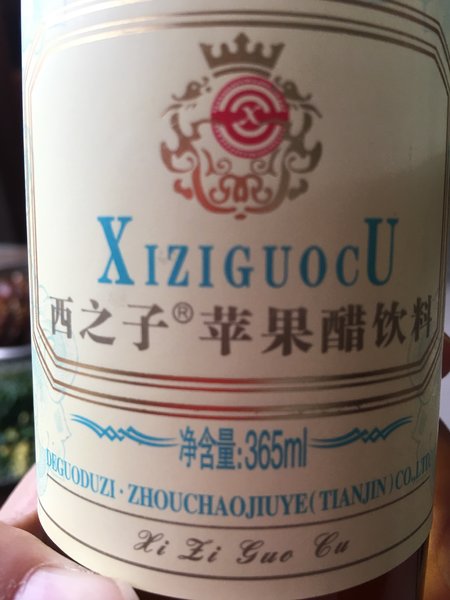 X
XIZIGUOCU
西之子® 苹果醋饮料
净含量:365ml
DEGUODUZI·ZHOUCHAOJIUYE(TIANJIN)CO.,LTD
Xi Zi Guo Cu